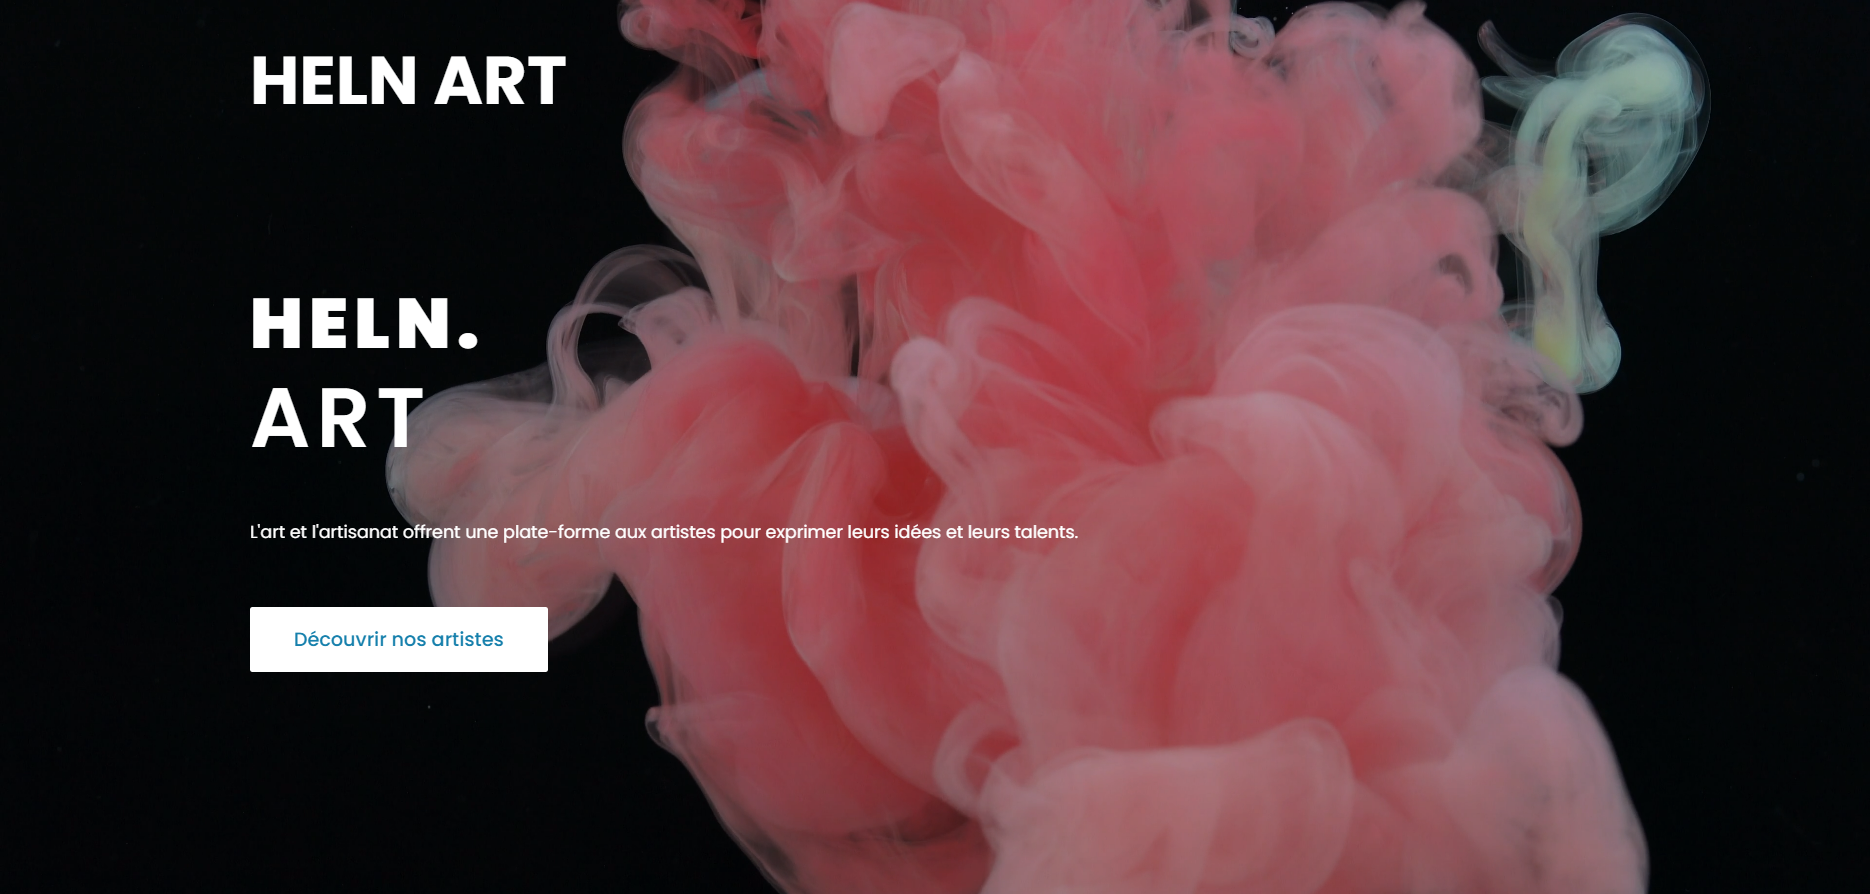 HELN ART
HELN.
ART
L'art et l'artisanat offrent une plate-forme aux artistes pour exprimer leurs idées et leurs talents.
Découvrir nos artistes